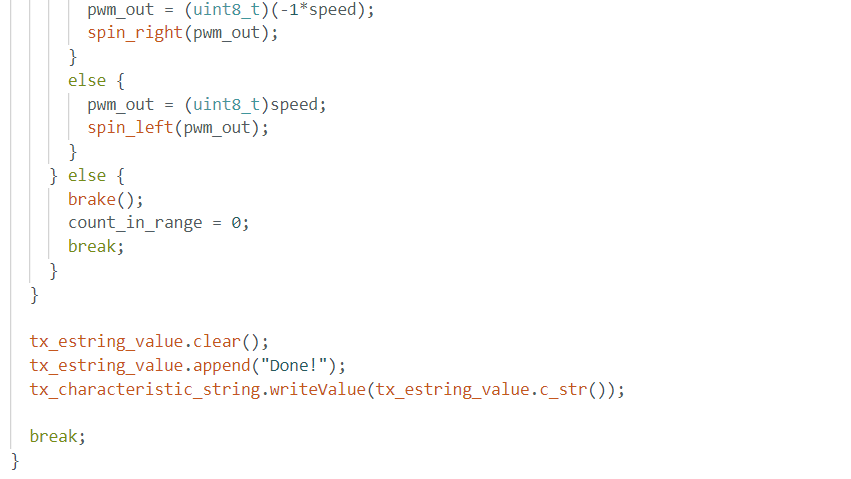 pwm_out = (uint8_t)(-1*speed);
spin_right(pwm_out);
}
else {
pwm_out = (uint8_t)speed;
spin_left(pwm_out);
}
} else {
brake();
count_in_range = 0;
break;
}
}
tx_estring_value.clear();
tx_estring_value.append("Done!");
tx_characteristic_string.writeValue(tx_estring_value.c_str());
break;
}